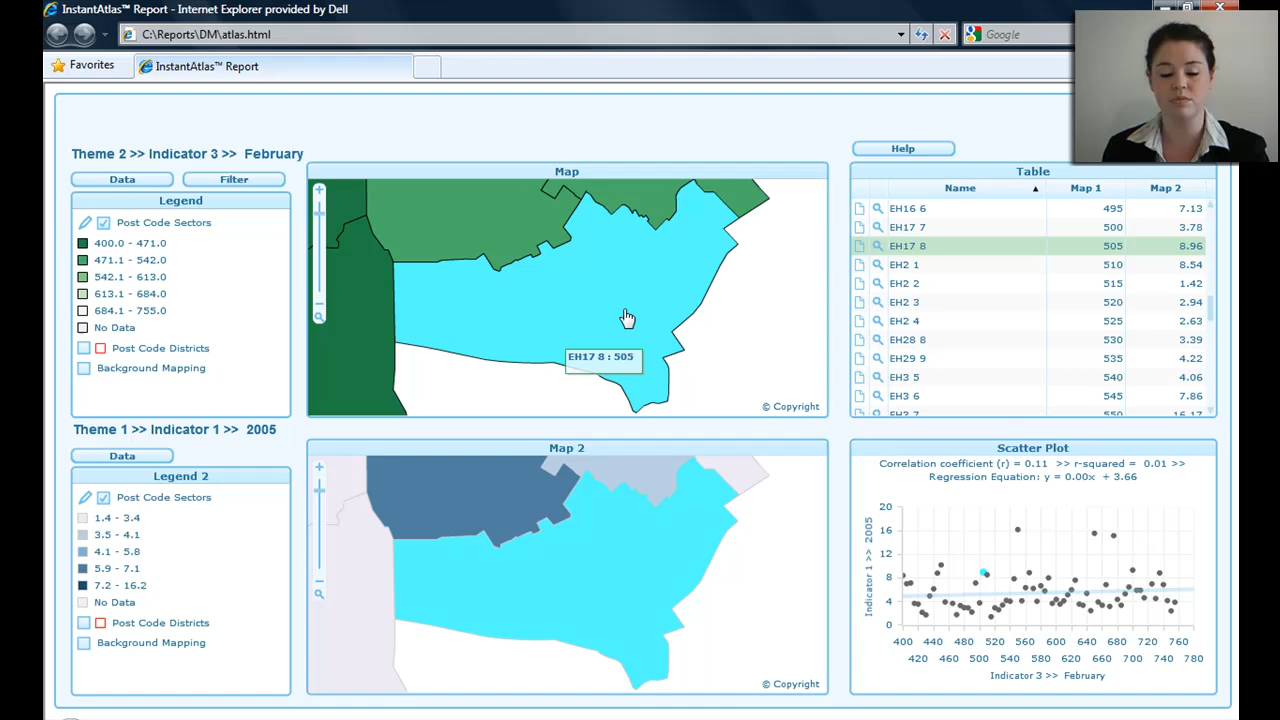 InstantAtlas™ Report - Internet Explorer provided by Dell
C:\Reports\DM\atlas.html
Google
Favorites
InstantAtlas™ Report
Theme 2 >> Indicator 3 >> February
Data
Filter
Legend
Post Code Sectors
400.0 - 471.0
471.1 - 542.0
542.1 - 613.0
613.1 - 684.0
684.1 - 755.0
No Data
Post Code Districts
Background Mapping
Map
EH17 8 : 505
© Copyright
Help
Table
Name Map 1 Map 2
EH16 6 495 7.13
EH17 7 500 3.78
EH17 8 505 8.96
EH2 1 510 8.54
EH2 2 515 1.42
EH2 3 520 2.94
EH2 4 525 2.63
EH28 8 530 3.39
EH29 9 535 4.22
EH3 5 540 4.06
EH3 6 545 7.86
EH3 7 550 16.17
Theme 1 >> Indicator 1 >> 2005
Data
Legend 2
Post Code Sectors
1.4 - 3.4
3.5 - 4.1
4.1 - 5.8
5.9 - 7.1
7.2 - 16.2
No Data
Post Code Districts
Background Mapping
Map 2
© Copyright
Scatter Plot
Correlation coefficient (r) = 0.11 >> r-squared = 0.01 >>
Regression Equation: y = 0.00x + 3.66
Indicator 1 >> 2005
20
16
12
8
4
0
400 440 480 520 560 600 640 680 720 760
420 460 500 540 580 620 660 700 740 780
Indicator 3 >> February